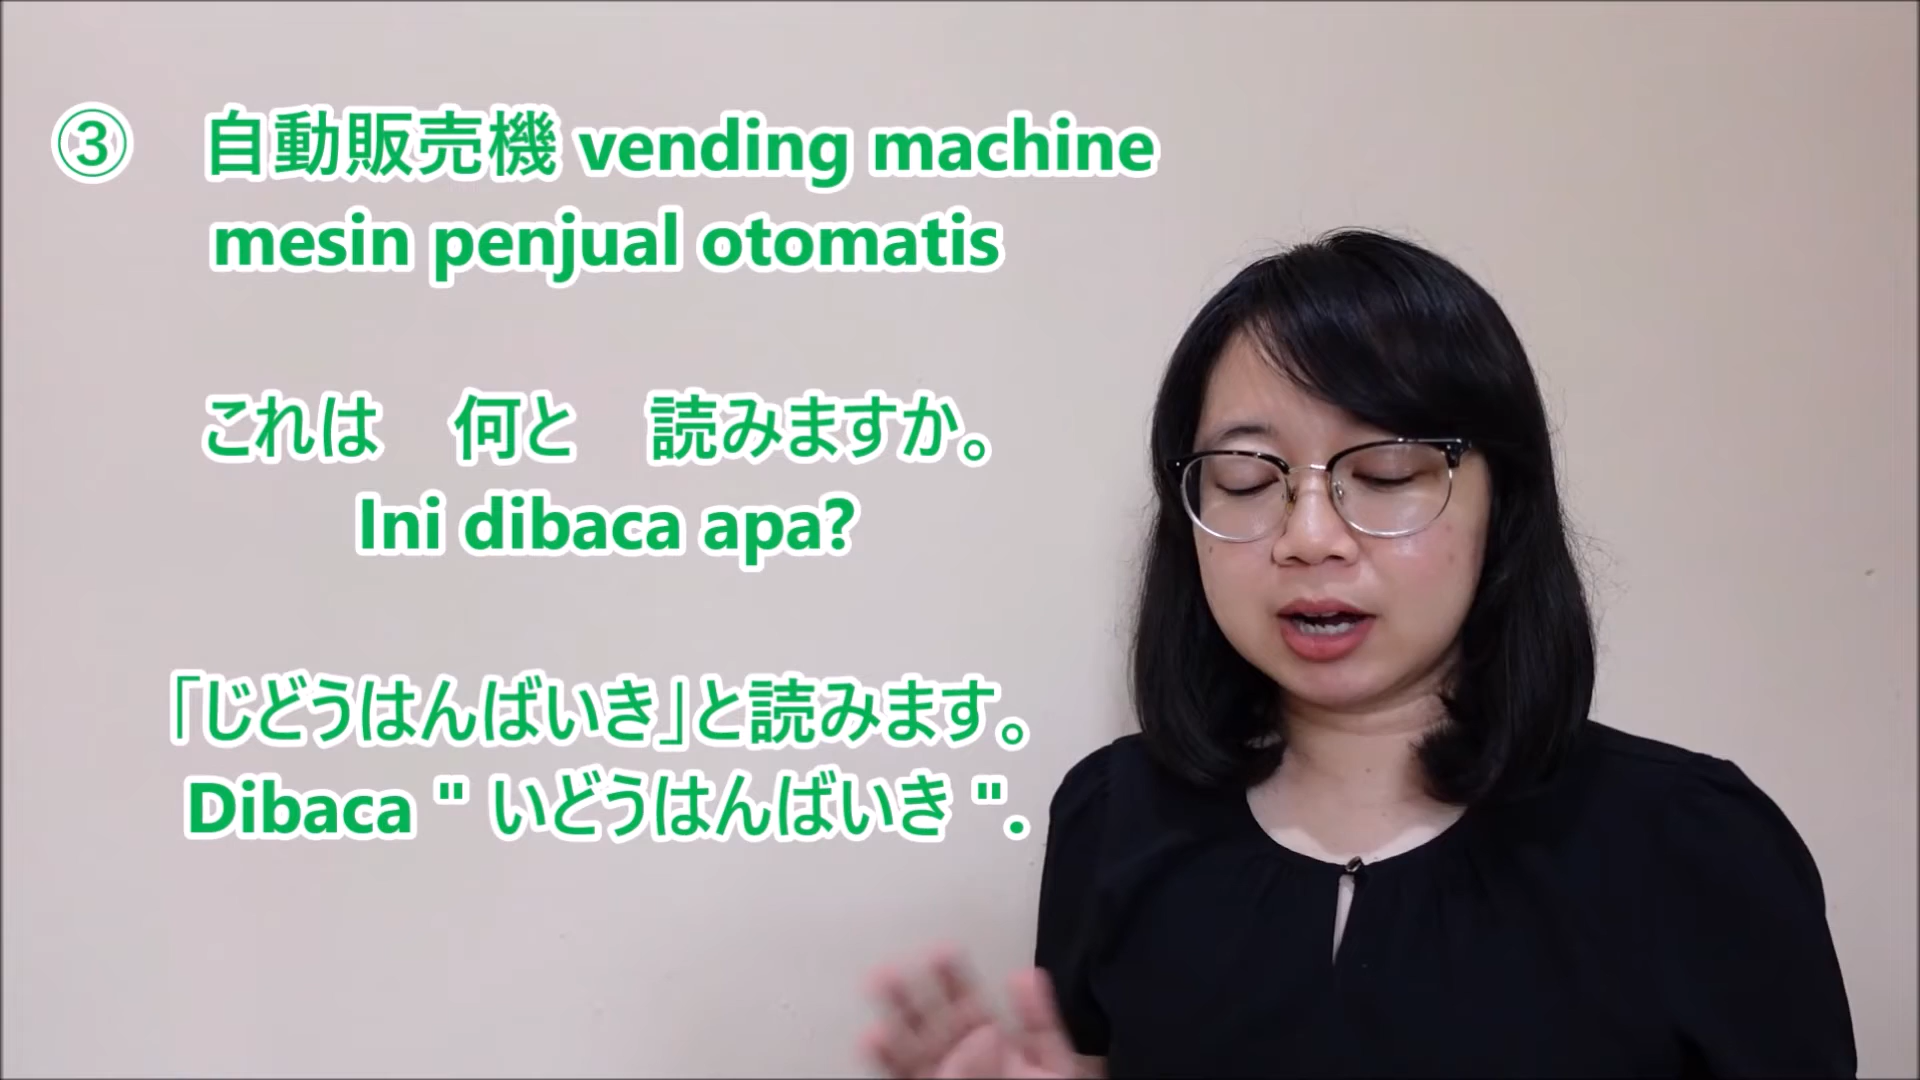 ③　自動販売機 vending machine
mesin penjual otomatis
これは　何と　読みますか。
Ini dibaca apa?
「じどうはんばいき」と読みます。
Dibaca " いどうはんばいき ".